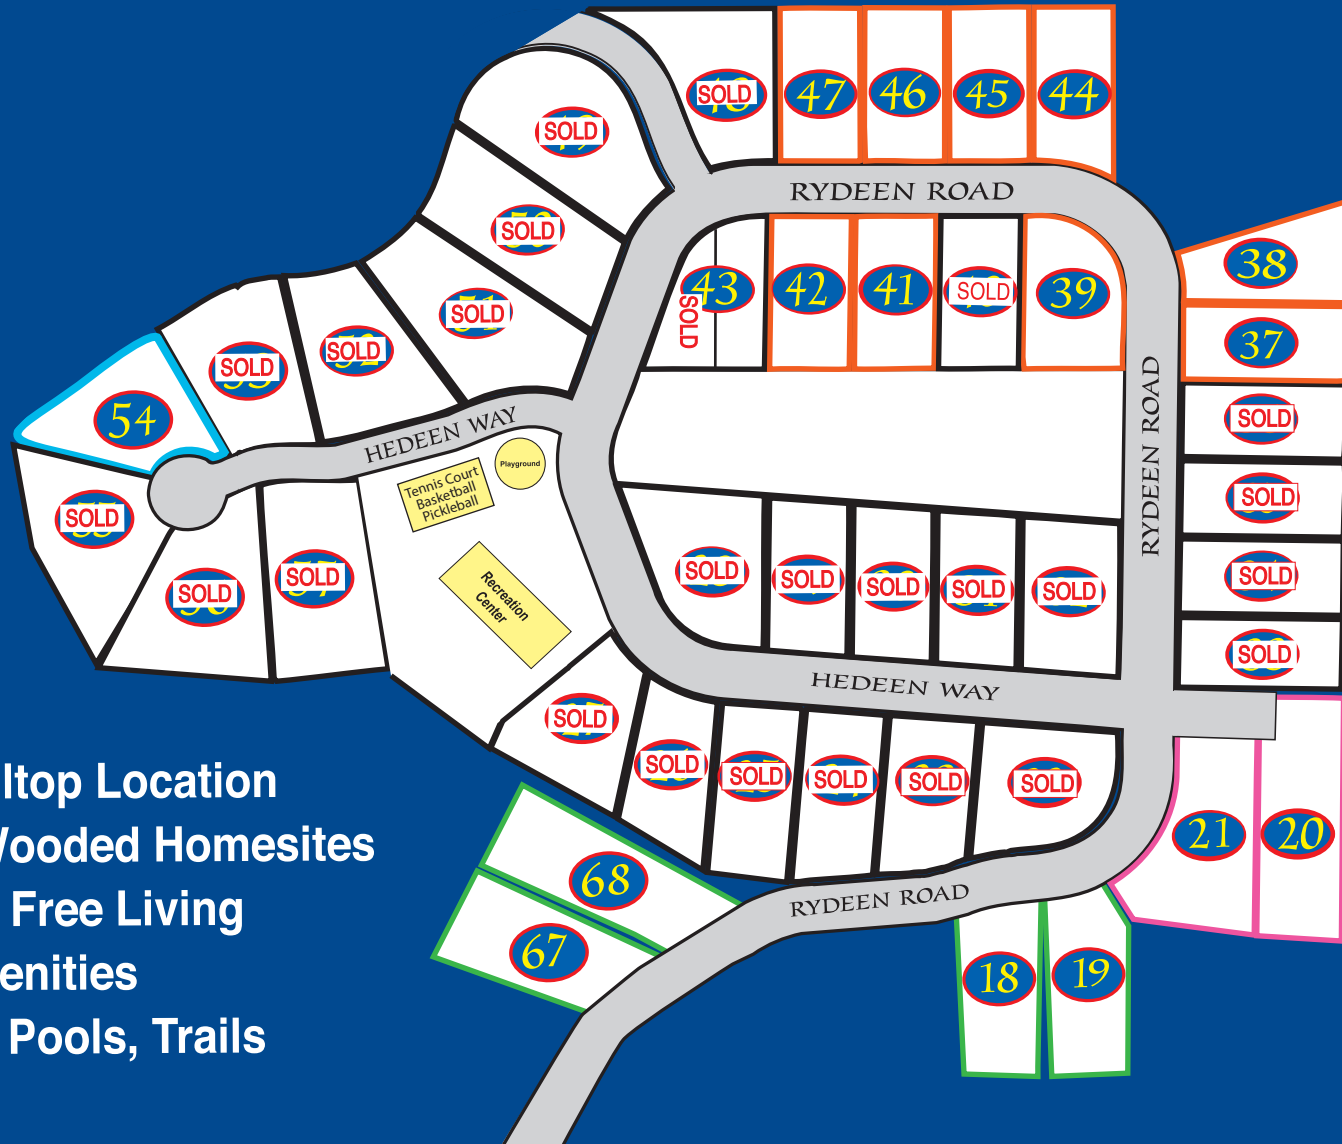 SOLD
47
46
45
44
SOLD
RYDEEN ROAD
SOLD
38
43
42
41
SOLD
39
SOLD
SOLD
37
SOLD
SOLD
54
HEDEEN WAY
RYDEEN ROAD
SOLD
Playground
Tennis Court
Basketball
Pickleball
SOLD
SOLD
SOLD
SOLD
Recreation
Center
SOLD
SOLD
SOLD
SOLD
SOLD
SOLD
SOLD
HEDEEN WAY
SOLD
SOLD
SOLD
SOLD
SOLD
SOLD
SOLD
21
20
68
RYDEEN ROAD
67
18
19
ltop Location
Wooded Homesites
Free Living
enities
Pools, Trails